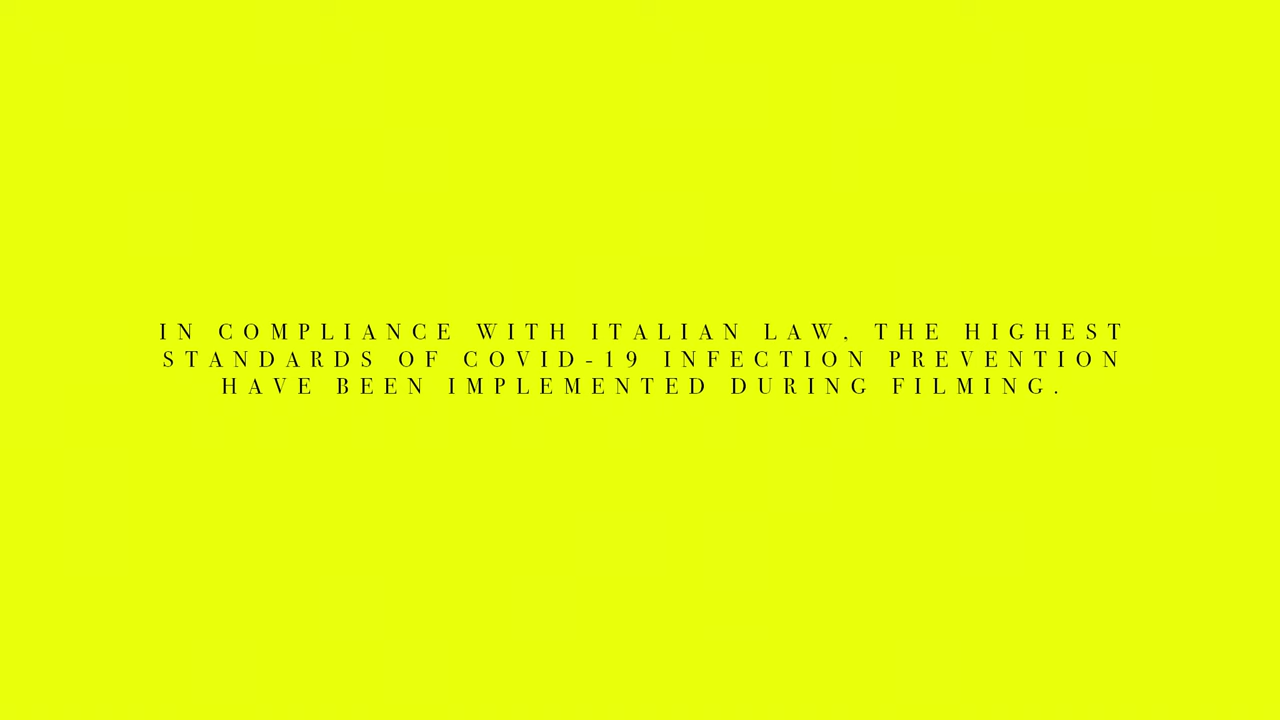 IN COMPLIANCE WITH ITALIAN LAW, THE HIGHEST
STANDARDS OF COVID-19 INFECTION PREVENTION
HAVE BEEN IMPLEMENTED DURING FILMING.